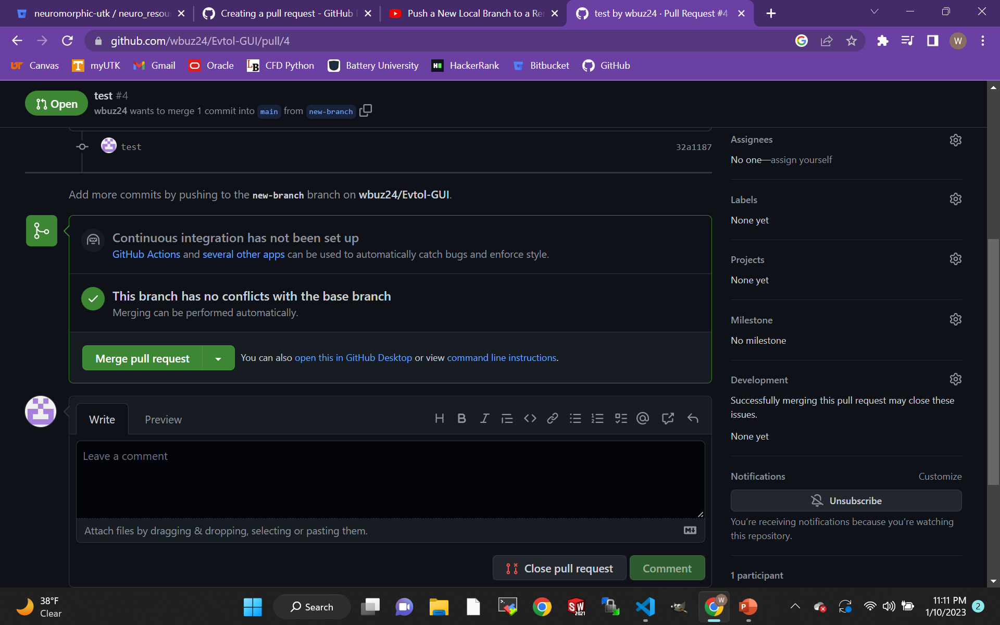 neuromorphic-utk / neuro_resou
Creating a pull request - GitHub
Push a New Local Branch to a Re
test by wbuz24 · Pull Request #4
github.com/wbuz24/Evtol-GUI/pull/4
W
Canvas
myUTK
Gmail
Oracle
CFD Python
Battery University
HackerRank
Bitbucket
GitHub
Open
test #4
wbuz24 wants to merge 1 commit into main from new-branch
test
32a1187
Add more commits by pushing to the new-branch branch on wbuz24/Evtol-GUI.
Continuous integration has not been set up
GitHub Actions and several other apps can be used to automatically catch bugs and enforce style.
This branch has no conflicts with the base branch
Merging can be performed automatically.
Merge pull request
You can also open this in GitHub Desktop or view command line instructions.
Write
Preview
Leave a comment
Attach files by dragging & dropping, selecting or pasting them.
Close pull request
Comment
Assignees
No one—assign yourself
Labels
None yet
Projects
None yet
Milestone
No milestone
Development
Successfully merging this pull request may close these
issues.
None yet
Notifications
Customize
Unsubscribe
You're receiving notifications because you're watching
this repository.
1 participant
38°F
Clear
Search
SW
2021
W
P
11:11 PM
1/10/2023
2